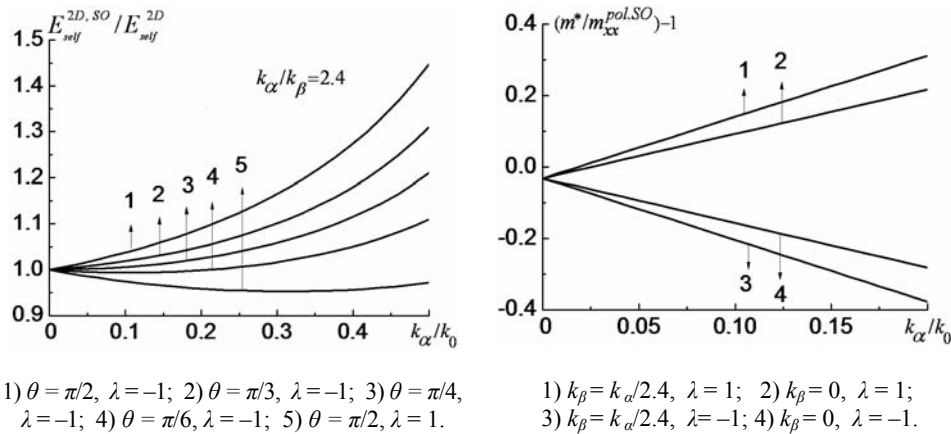 E_self^2D, SO / E_self^2D
1.5
1.4
1.3
1.2
1.1
1.0
0.9
k_α/k_β=2.4
1 2 3 4 5
0 0.1 0.2 0.3 0.4 k_α/k_0
1) θ = π/2, λ = –1; 2) θ = π/3, λ = –1; 3) θ = π/4,
λ = –1; 4) θ = π/6, λ = –1; 5) θ = π/2, λ = 1.
0.4 (m*/m_xx^pol.SO)–1
0.2
0.0
-0.2
-0.4
1 2
3 4
0 0.05 0.10 0.15 k_α/k_0
1) k_β = k_α/2.4, λ = 1; 2) k_β = 0, λ = 1;
3) k_β = k_α/2.4, λ= –1; 4) k_β = 0, λ = –1.